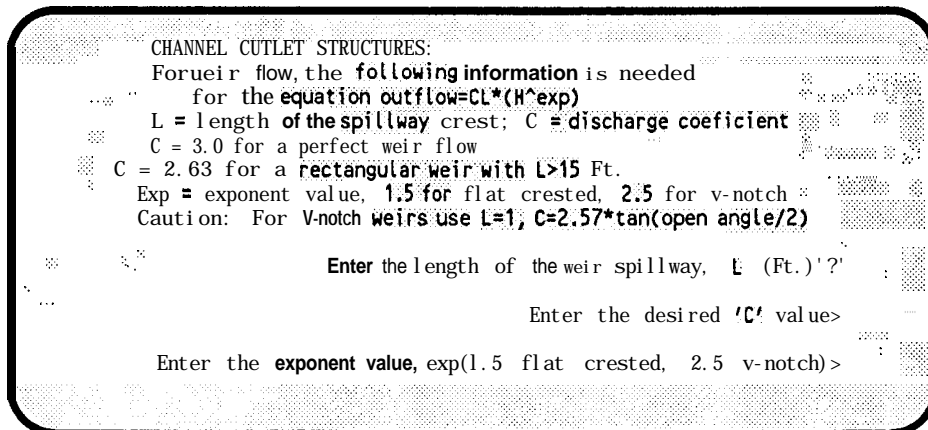 CHANNEL CUTLET STRUCTURES:
Forueir flow, the following information is needed
for the equation outflow=CL*(H^exp)
L = length of the spillway crest; C = discharge coeficient
C = 3.0 for a perfect weir flow
C = 2.63 for a rectangular weir with L>15 Ft.
Exp = exponent value, 1.5 for flat crested, 2.5 for v-notch
Caution: For V-notch weirs use L=1, C=2.57*tan(open angle/2)
Enter the length of the weir spillway, L (Ft.)'?'
Enter the desired 'C' value>
Enter the exponent value, exp(l.5 flat crested, 2.5 v-notch)>